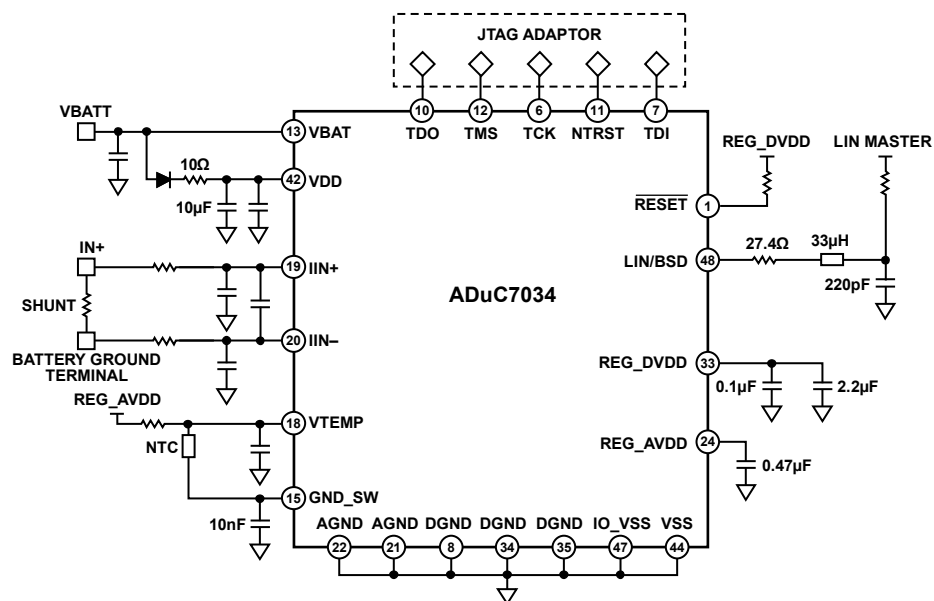 JTAG ADAPTOR
10 12 6 11 7
TDO TMS TCK NTRST TDI
VBATT
13 VBAT
10Ω
42 VDD
10µF
IN+
19 IIN+
SHUNT
20 IIN–
BATTERY GROUND
TERMINAL
REG_AVDD
18 VTEMP
NTC
15 GND_SW
10nF
ADuC7034
REG_DVDD
LIN MASTER
RESET 1
27.4Ω 33µH
LIN/BSD 48
220pF
REG_DVDD 33
0.1µF 2.2µF
REG_AVDD 24
0.47µF
AGND AGND DGND DGND DGND IO_VSS VSS
22 21 8 34 35 47 44